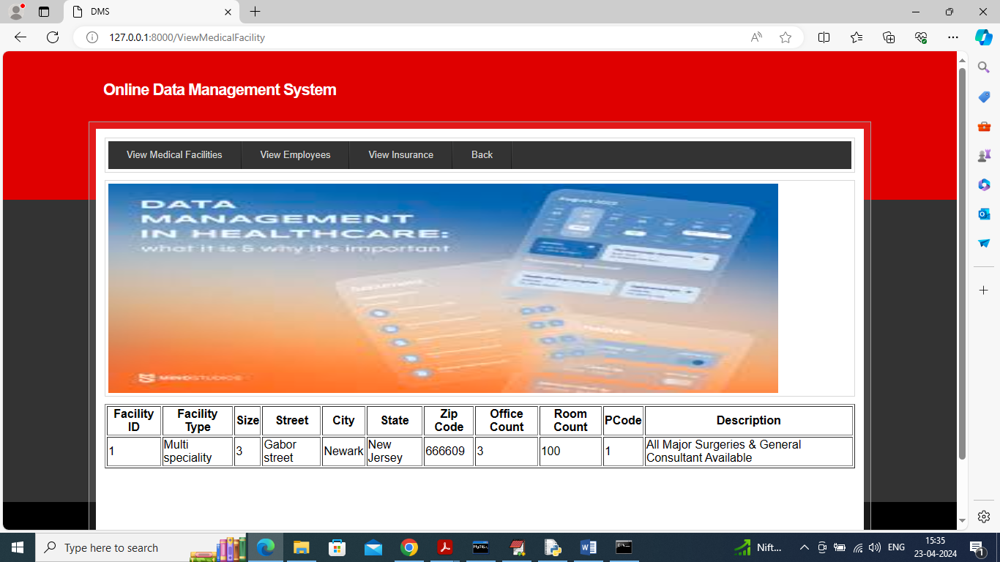 DMS
127.0.0.1:8000/ViewMedicalFacility
Online Data Management System
View Medical Facilities View Employees View Insurance Back
DATA
MANAGEMENT
IN HEALTHCARE:
what it is & why it's important
August 2022
MINDSTUDIOS
Facility ID Facility Type Size Street City State Zip Code Office Count Room Count PCode Description
1 Multi speciality 3 Gabor street Newark New Jersey 666609 3 100 1 All Major Surgeries & General Consultant Available
Type here to search
Nift...
ENG
15:35
23-04-2024
1